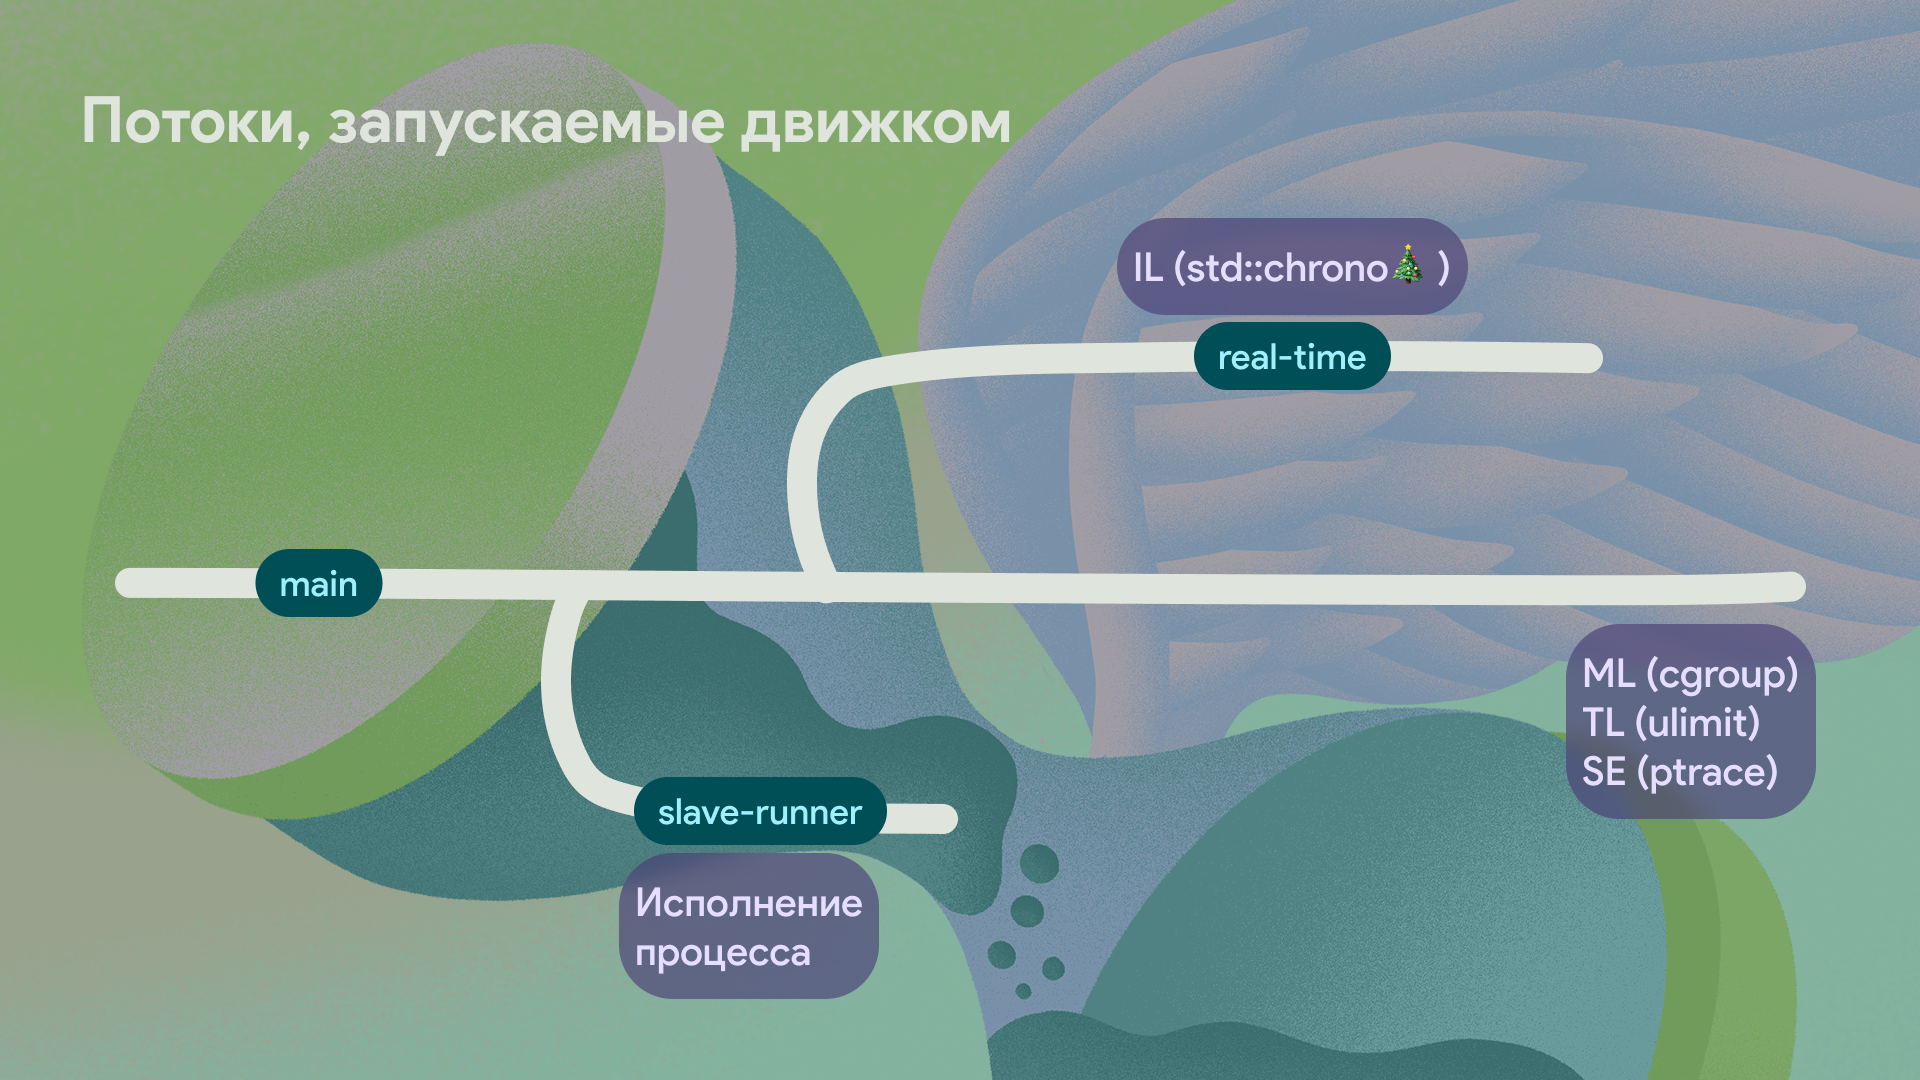 Потоки, запускаемые движком
IL (std::chrono🎄 )
real-time
main
ML (cgroup)
TL (ulimit)
SE (ptrace)
slave-runner
Исполнение
процесса